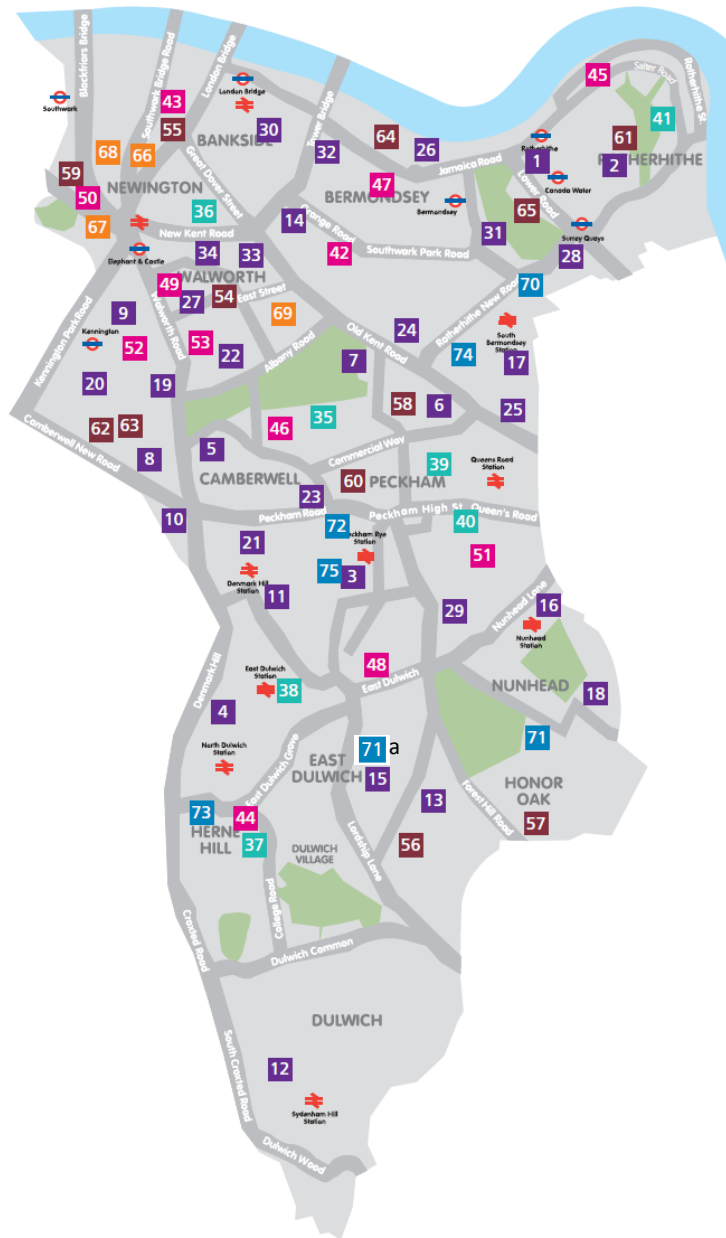 Blackfriars Bridge
Southwark Bridge Road
London Bridge
Tower Bridge
London Bridge
Southwark
43
55
BANKSIDE
30
45
Salter Road
Rotherhithe St.
41
61
ROTHERHITHE
2
Rotherhithe
1
Canada Water
Lower Road
65
Surrey Quays
28
68
66
59
50
NEWINGTON
67
Great Dover Street
36
New Kent Road
Elephant & Castle
32
64
26
Jamaica Road
47
BERMONDSEY
Bermondsey
14
Grange Road
42
Southwark Park Road
31
34
33
WALWORTH
49
27
54
East Street
69
Walworth Road
9
Kennington
Kennington Park Road
52
53
22
Albany Road
Old Kent Road
24
Rotherhithe New Road
70
South
Bermondsey
Station
74
17
7
20
19
62
63
8
Camberwell New Road
46
35
58
6
25
5
CAMBERWELL
Commercial Way
60
PECKHAM
39
Queens Road
Station
23
10
Peckham Road
72
Peckham High St.
Queen's Road
40
51
21
Denmark Hill
Station
11
75
3
Peckham Rye
Station
29
Nunhead Lane
16
Nunhead
Station
NUNHEAD
18
Denmark Hill
East Dulwich
Station
38
48
East Dulwich
4
North Dulwich
Station
East Dulwich Grove
EAST
DULWICH
71a
15
71
HONOR
OAK
57
Forest Hill Road
13
56
73
44
HERNE
HILL
37
DULWICH
VILLAGE
Lordship Lane
College Road
Croxted Road
Dulwich Common
DULWICH
South Croxted Road
12
Sydenham Hill
Station
Dulwich Wood